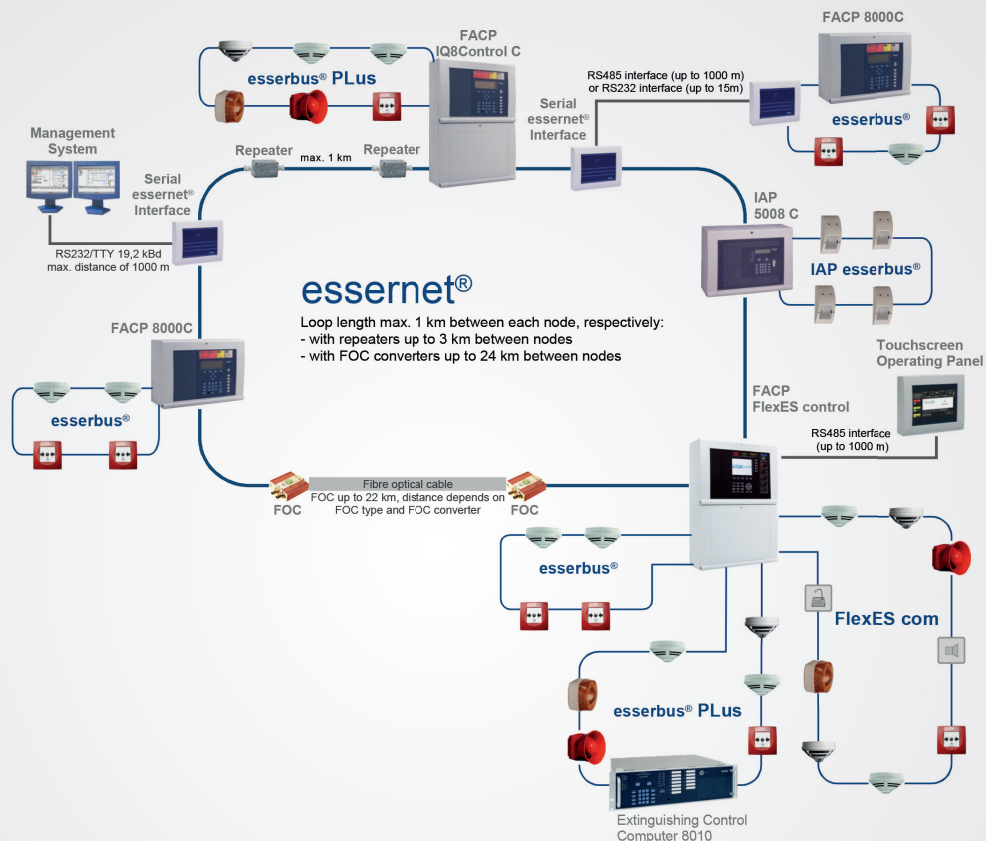 FACP 8000C
FACP
IQ8Control C
esserbus® PLus
RS485 interface (up to 1000 m)
or RS232 interface (up to 15m)
Serial
essernet®
Interface
esserbus®
Management
System
Repeater
max. 1 km
Repeater
Serial
essernet®
Interface
RS232/TTY 19,2 kBd
max. distance of 1000 m
IAP
5008 C
IAP esserbus®
essernet®
Loop length max. 1 km between each node, respectively:
- with repeaters up to 3 km between nodes
- with FOC converters up to 24 km between nodes
FACP 8000C
esserbus®
Touchscreen
Operating Panel
FACP
FlexES control
RS485 interface
(up to 1000 m)
Fibre optical cable
FOC up to 22 km, distance depends on
FOC type and FOC converter
FOC
FOC
esserbus®
FlexES com
esserbus® PLus
Extinguishing Control
Computer 8010